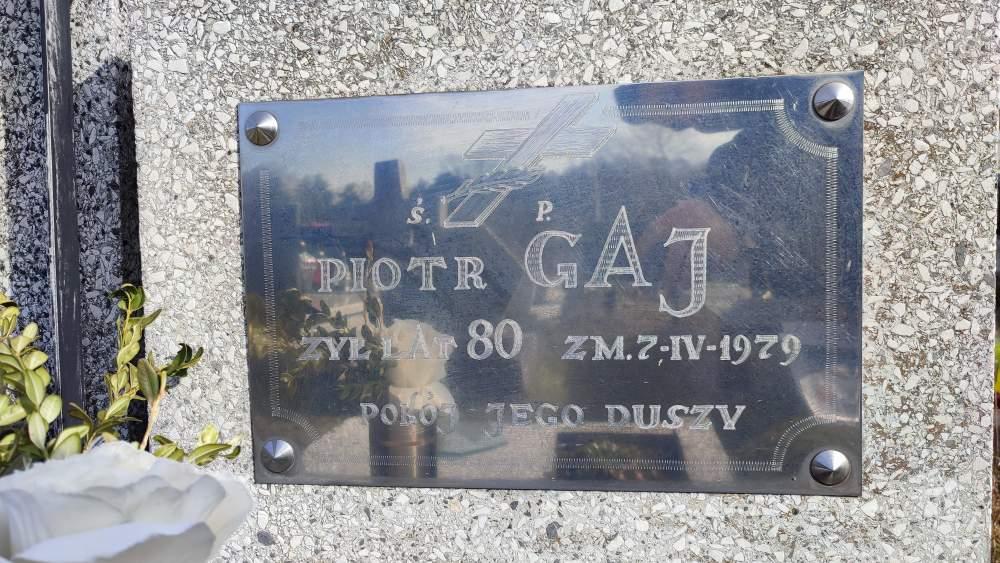 Ś. P.
PIOTR GAJ
ŻYŁ LAT 80 ZM. 7-IV-1979
POKÓJ JEGO DUSZY